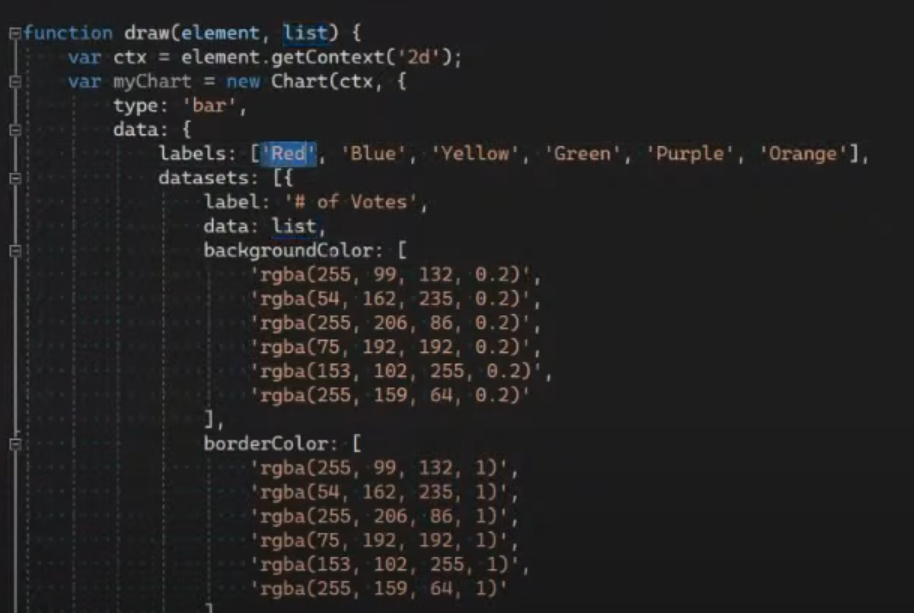 function draw(element, list) {
var ctx = element.getContext('2d');
var myChart = new Chart(ctx, {
type: 'bar',
data: {
labels: ['Red', 'Blue', 'Yellow', 'Green', 'Purple', 'Orange'],
datasets: [{
label: '# of Votes',
data: list,
backgroundColor: [
'rgba(255, 99, 132, 0.2)',
'rgba(54, 162, 235, 0.2)',
'rgba(255, 206, 86, 0.2)',
'rgba(75, 192, 192, 0.2)',
'rgba(153, 102, 255, 0.2)',
'rgba(255, 159, 64, 0.2)'
],
borderColor: [
'rgba(255, 99, 132, 1)',
'rgba(54, 162, 235, 1)',
'rgba(255, 206, 86, 1)',
'rgba(75, 192, 192, 1)',
'rgba(153, 102, 255, 1)',
'rgba(255, 159, 64, 1)'
]